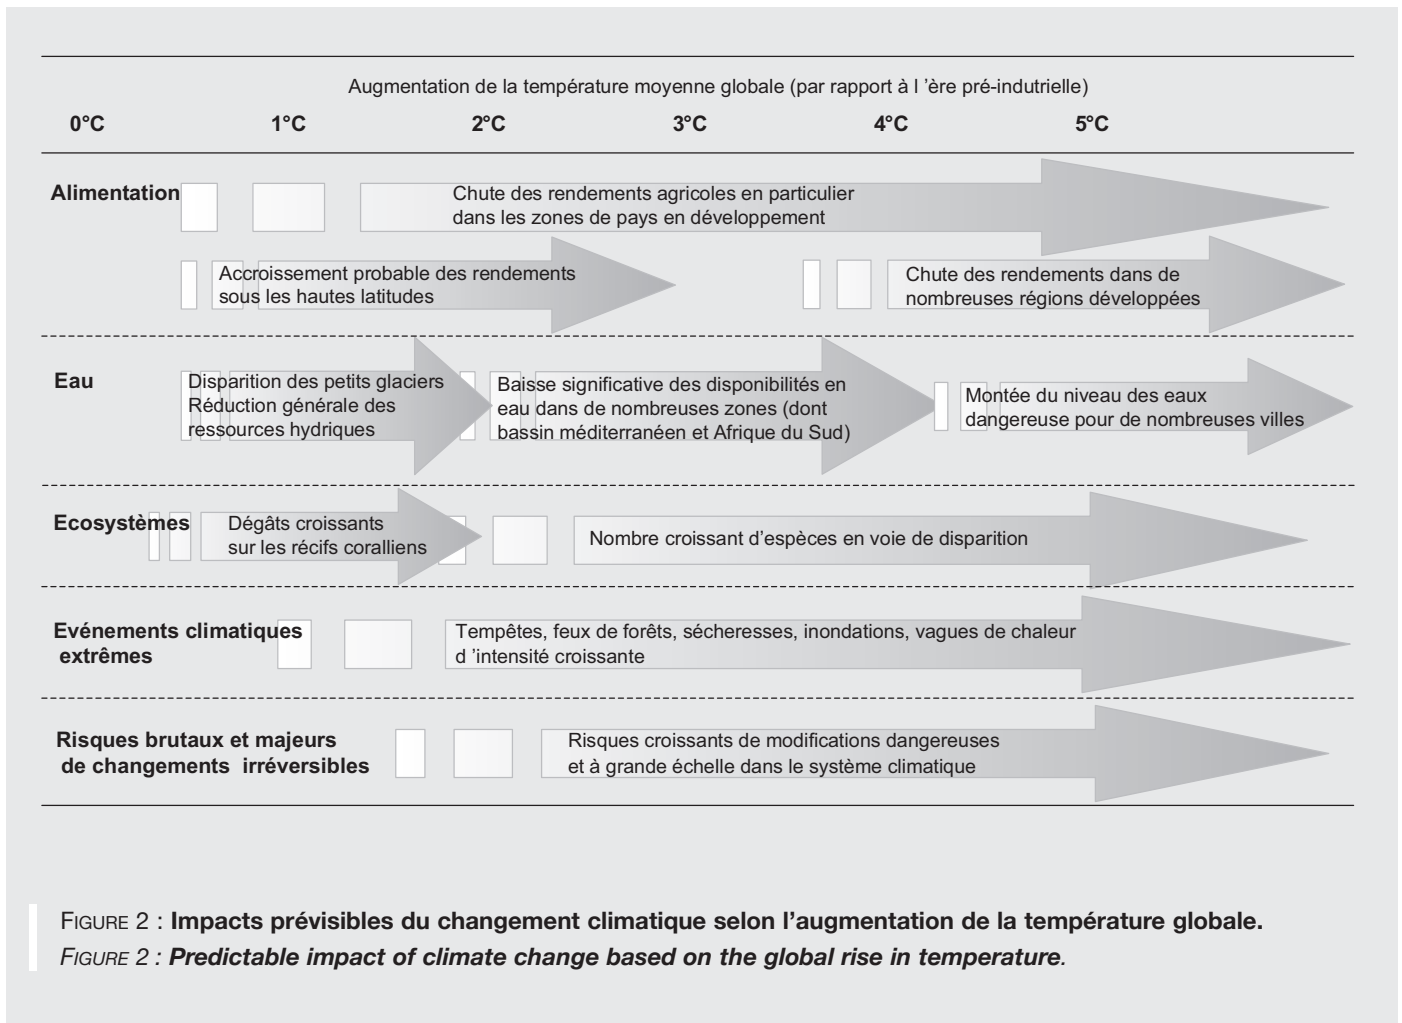 Augmentation de la température moyenne globale (par rapport à l 'ère pré-indutrielle)
0°C 1°C 2°C 3°C 4°C 5°C
Alimentation
Chute des rendements agricoles en particulier
dans les zones de pays en développement
Accroissement probable des rendements
sous les hautes latitudes
Chute des rendements dans de
nombreuses régions développées
Eau
Disparition des petits glaciers
Réduction générale des
ressources hydriques
Baisse significative des disponibilités en
eau dans de nombreuses zones (dont
bassin méditerranéen et Afrique du Sud)
Montée du niveau des eaux
dangereuse pour de nombreuses villes
Ecosystèmes
Dégâts croissants
sur les récifs coralliens
Nombre croissant d'espèces en voie de disparition
Evénements climatiques
extrêmes
Tempêtes, feux de forêts, sécheresses, inondations, vagues de chaleur
d 'intensité croissante
Risques brutaux et majeurs
de changements irréversibles
Risques croissants de modifications dangereuses
et à grande échelle dans le système climatique
FIGURE 2 : Impacts prévisibles du changement climatique selon l'augmentation de la température globale.
FIGURE 2 : Predictable impact of climate change based on the global rise in temperature.